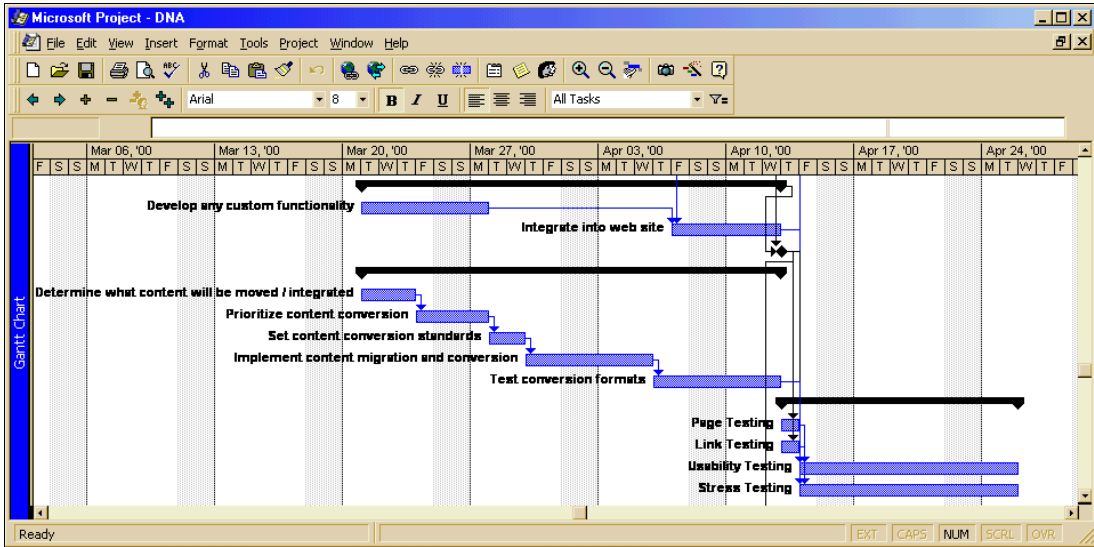 Microsoft Project - DNA
File Edit View Insert Format Tools Project Window Help
ABC
Arial 8 B I U All Tasks
Mar 06, '00 Mar 13, '00 Mar 20, '00 Mar 27, '00 Apr 03, '00 Apr 10, '00 Apr 17, '00 Apr 24, '00
F S S M T W T F S S M T W T F S S M T W T F S S M T W T F S S M T W T F S S M T W T F S S M T W T F S S M T W T F
Develop any custom functionality
Integrate into web site
Gantt Chart
Determine what content will be moved / integrated
Prioritize content conversion
Set content conversion standards
Implement content migration and conversion
Test conversion formats
Page Testing
Link Testing
Usability Testing
Stress Testing
Ready EXT CAPS NUM SCRL OVR